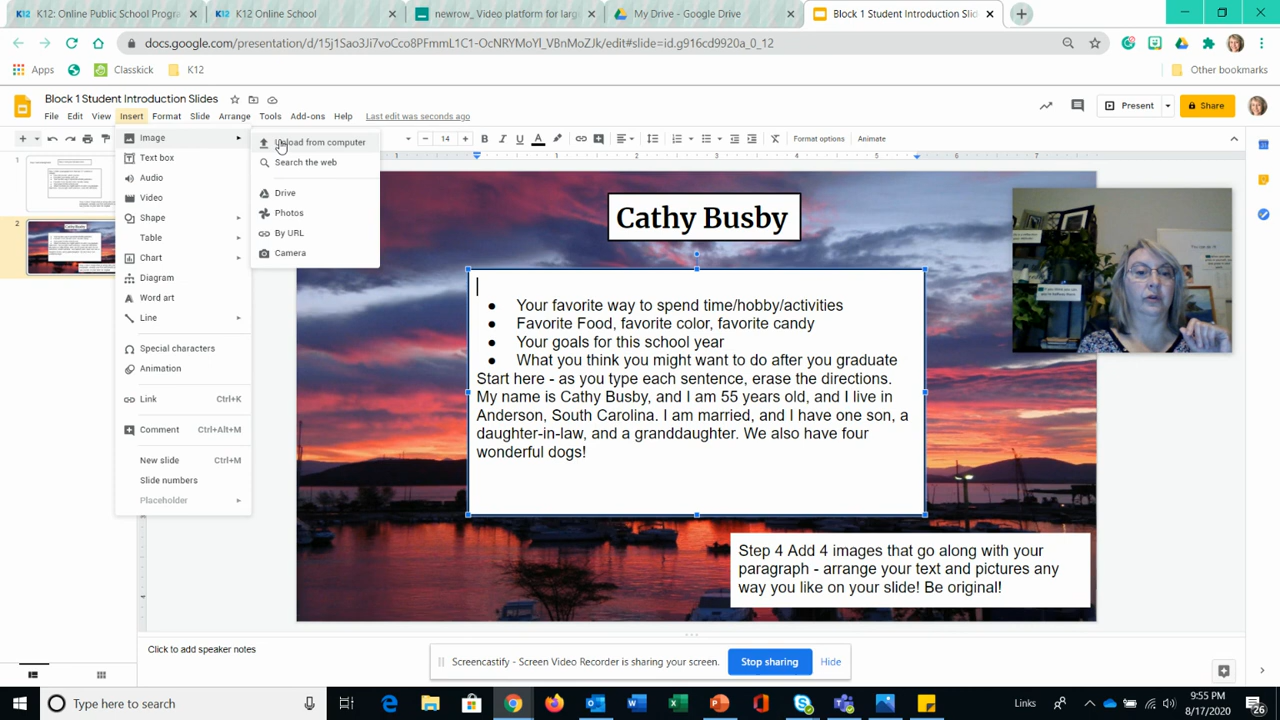 K12: Online Public School Progra
K12 Online School
newrow_ Video platform for larg
My Drive - Google Drive
Block 1 Student Introduction Slid
Apps
Classkick
K12
Other bookmarks
Block 1 Student Introduction Slides
File Edit View Insert Format Slide Arrange Tools Add-ons Help Last edit was seconds ago
Present
Share
14
Format options
Animate
Image
Text box
Audio
Video
Shape
Table
Chart
Diagram
Word art
Line
Special characters
Animation
Link Ctrl+K
Comment Ctrl+Alt+M
New slide Ctrl+M
Slide numbers
Placeholder
Upload from computer
Search the web
Drive
Photos
By URL
Camera
1
2
Cathy Busby
● Your favorite way to spend time/hobby/activities
● Favorite Food, favorite color, favorite candy
● Your goals for this school year
● What you think you might want to do after you graduate
Start here - as you type each sentence, erase the directions.
My name is Cathy Busby, and I am 55 years old, and I live in
Anderson, South Carolina. I am married, and I have one son, a
daughter-in-law, and a granddaughter. We also have four
wonderful dogs!
Step 4 Add 4 images that go along with your
paragraph - arrange your text and pictures any
way you like on your slide! Be original!
Click to add speaker notes
Screencastify - Screen Video Recorder is sharing your screen.
Stop sharing
Hide
Type here to search
Links
9:55 PM
8/17/2020
26